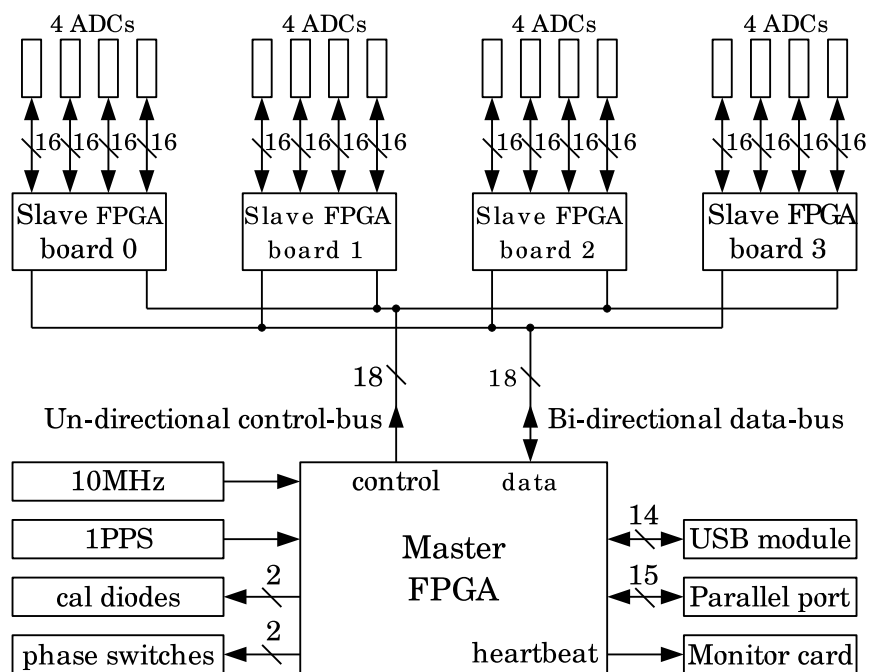 4 ADCs 4 ADCs 4 ADCs 4 ADCs
16 16 16 16 16 16 16 16 16 16 16 16 16 16 16 16
Slave FPGA Slave FPGA Slave FPGA Slave FPGA
board 0 board 1 board 2 board 3
18 18
Un-directional control-bus Bi-directional data-bus
10MHz control data
14
1PPS Master USB module
2 15
cal diodes FPGA Parallel port
2
phase switches heartbeat Monitor card